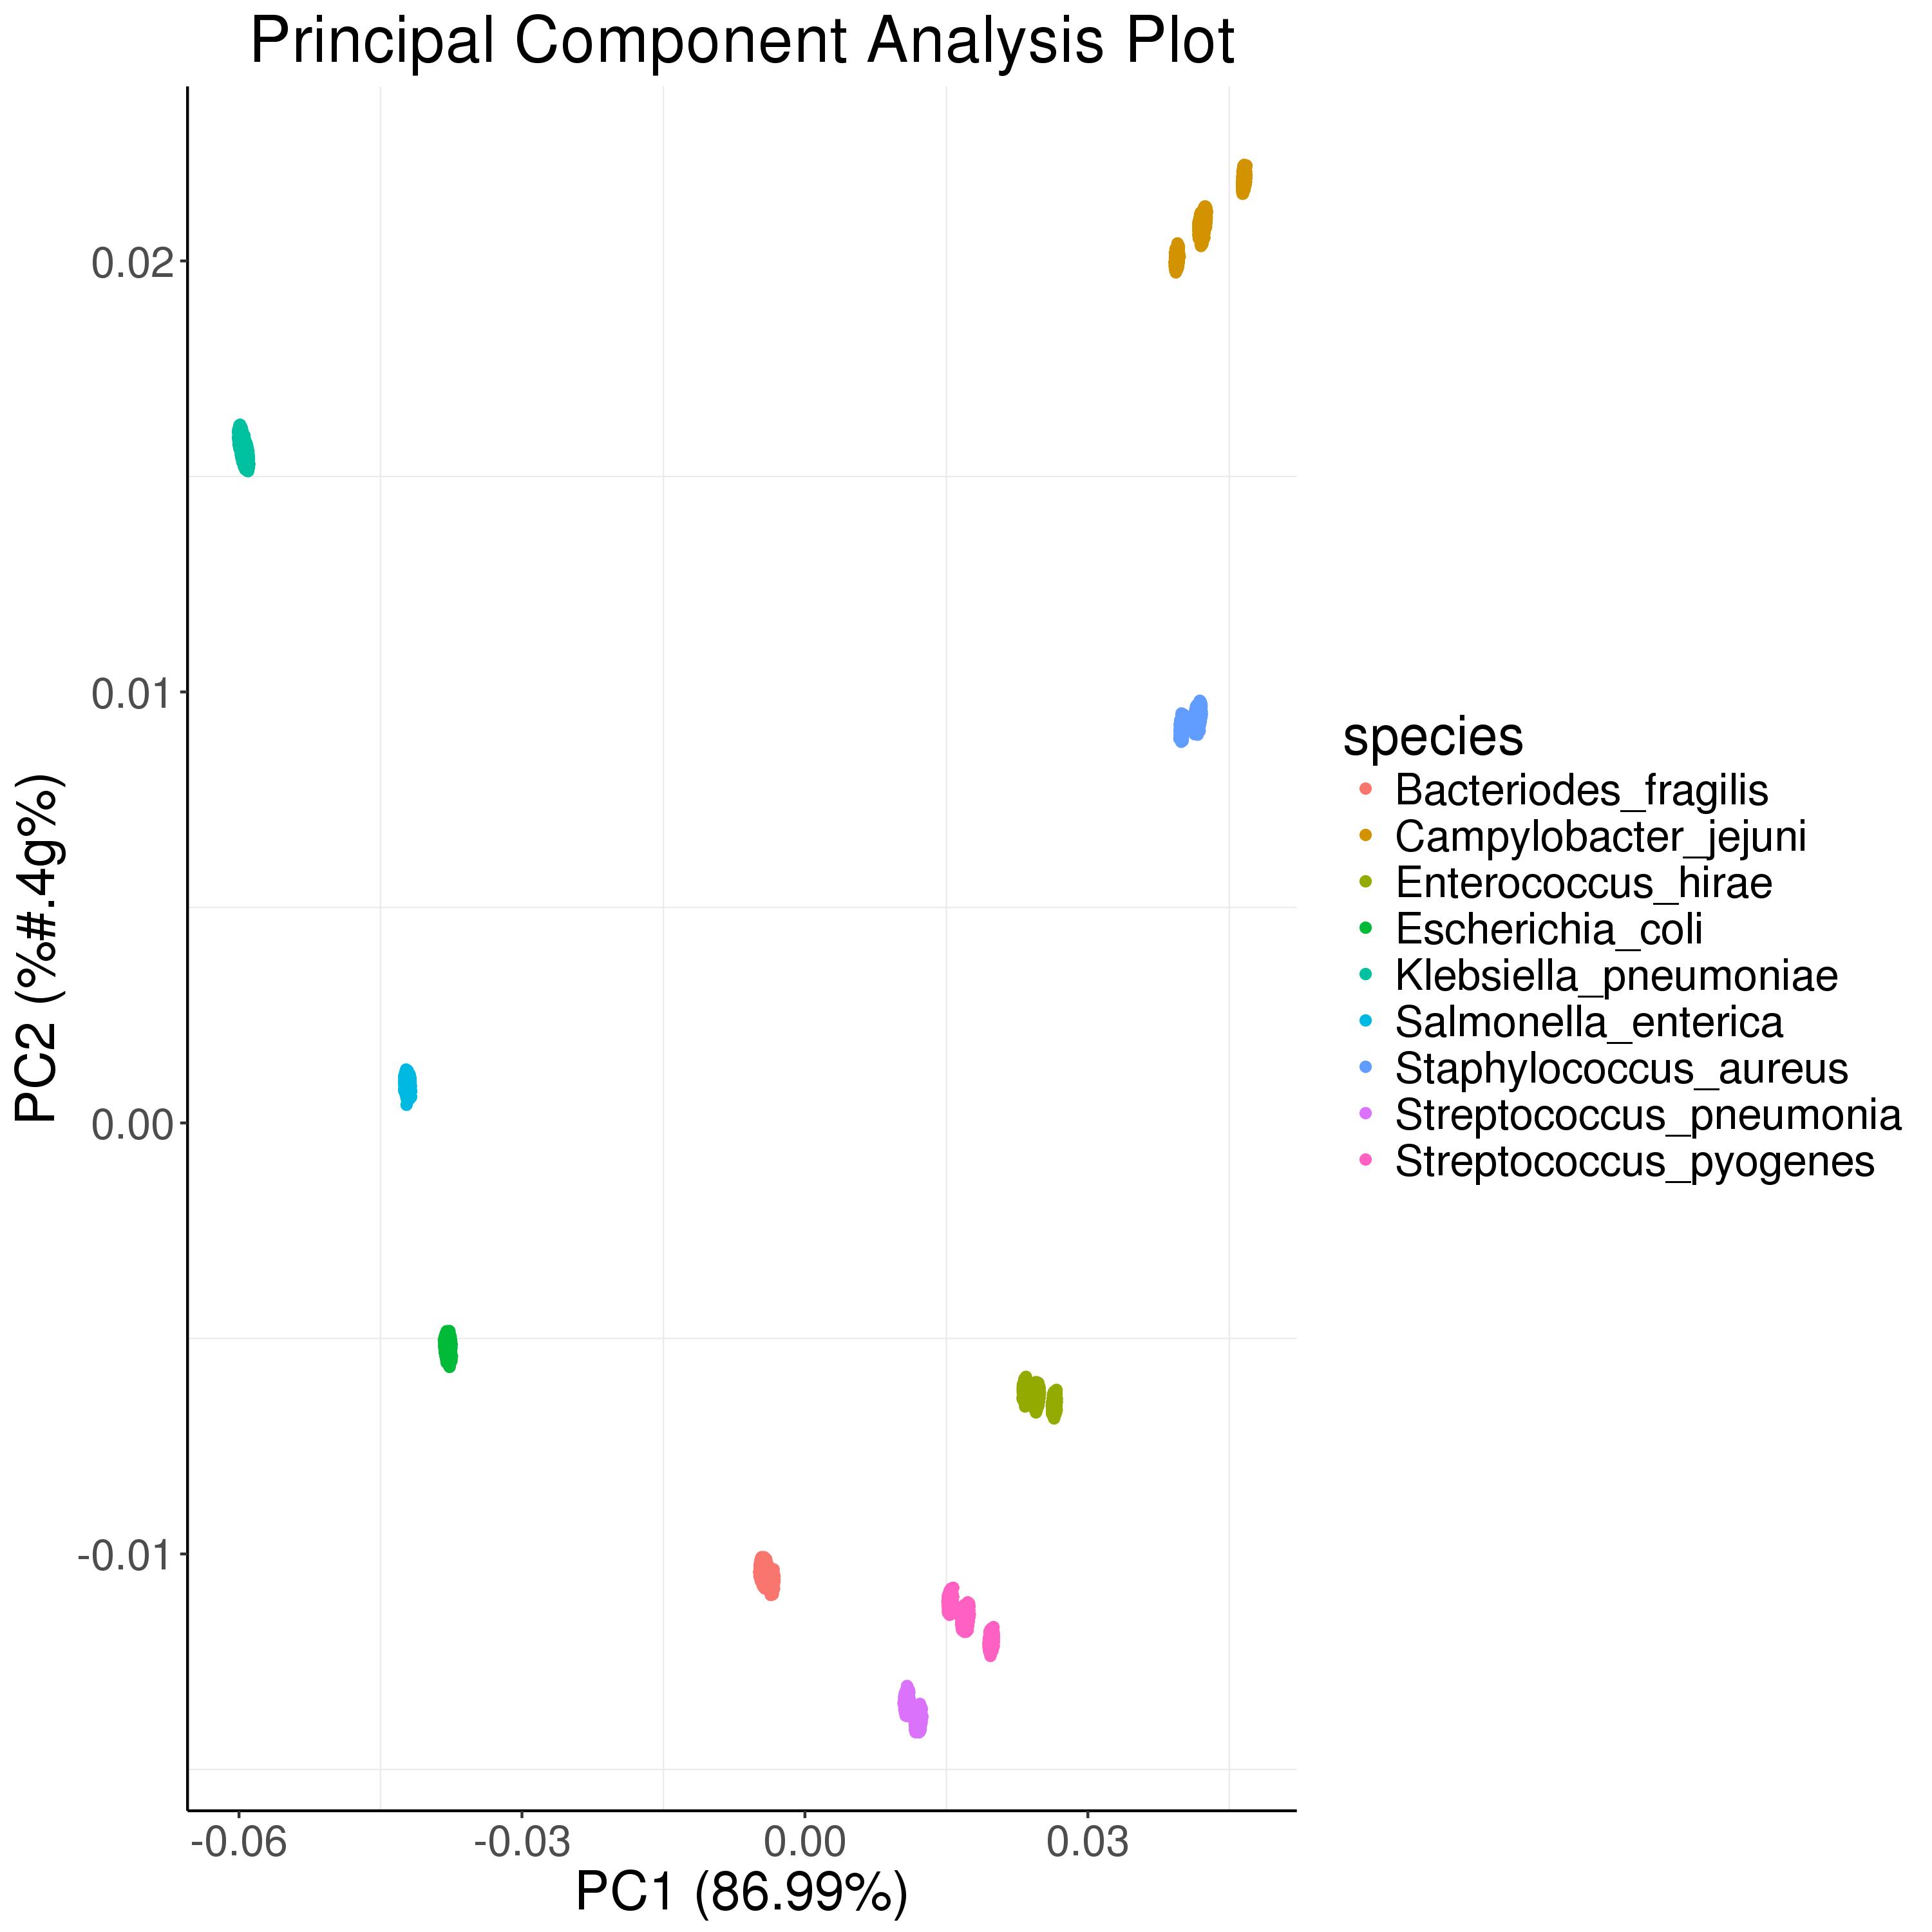 Principal Component Analysis Plot
0.02
0.01
0.00
-0.01
PC2 (%#.4g%)
-0.06 -0.03 0.00 0.03
PC1 (86.99%)
species
Bacteriodes_fragilis
Campylobacter_jejuni
Enterococcus_hirae
Escherichia_coli
Klebsiella_pneumoniae
Salmonella_enterica
Staphylococcus_aureus
Streptococcus_pneumonia
Streptococcus_pyogenes